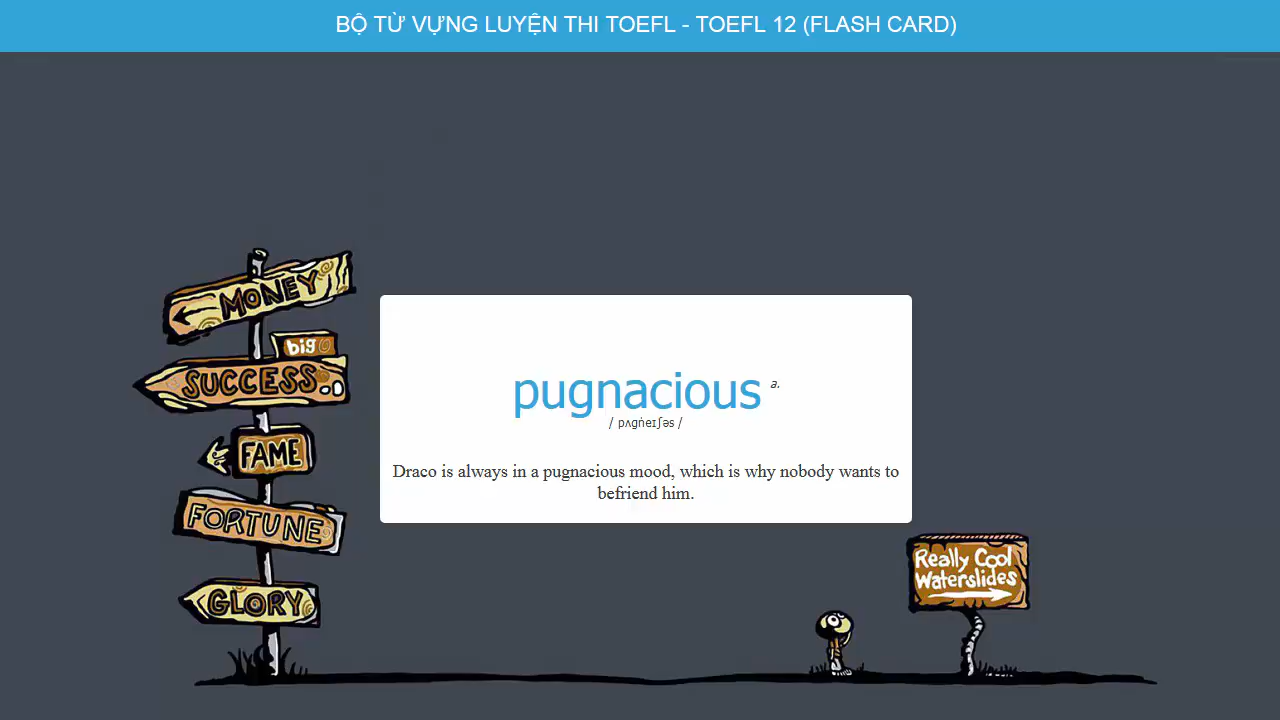 BỘ TỪ VỰNG LUYỆN THI TOEFL - TOEFL 12 (FLASH CARD)
MONEY
big
SUCCESS
FAME
FORTUNE
GLORY
pugnacious a.
/ pʌgˈneɪʃəs /
Draco is always in a pugnacious mood, which is why nobody wants to
befriend him.
Really Cool
Waterslides